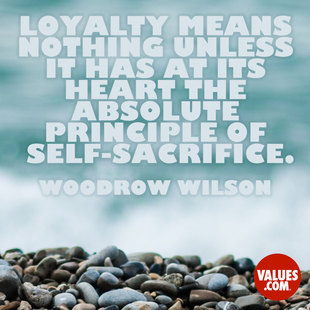 LOYALTY MEANS
NOTHING UNLESS
IT HAS AT ITS
HEART THE
ABSOLUTE
PRINCIPLE OF
SELF-SACRIFICE.
WOODROW WILSON
VALUES
.COM